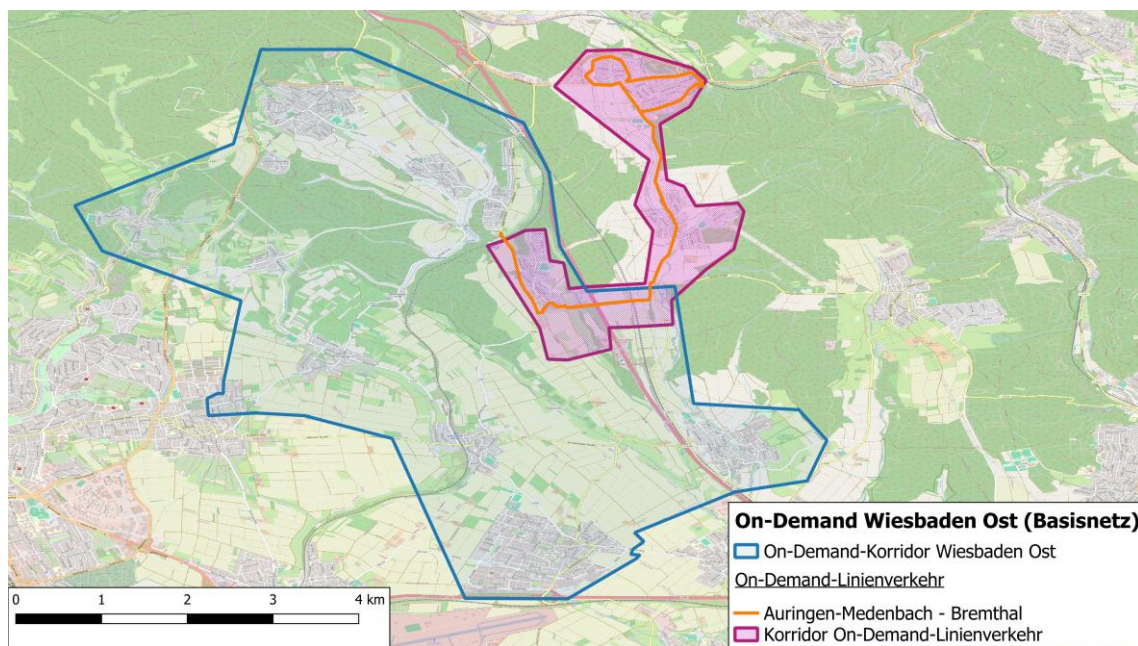 On-Demand Wiesbaden Ost (Basisnetz)
On-Demand-Korridor Wiesbaden Ost
On-Demand-Linienverkehr
Auringen-Medenbach - Bremthal
Korridor On-Demand-Linienverkehr
0 1 2 3 4 km